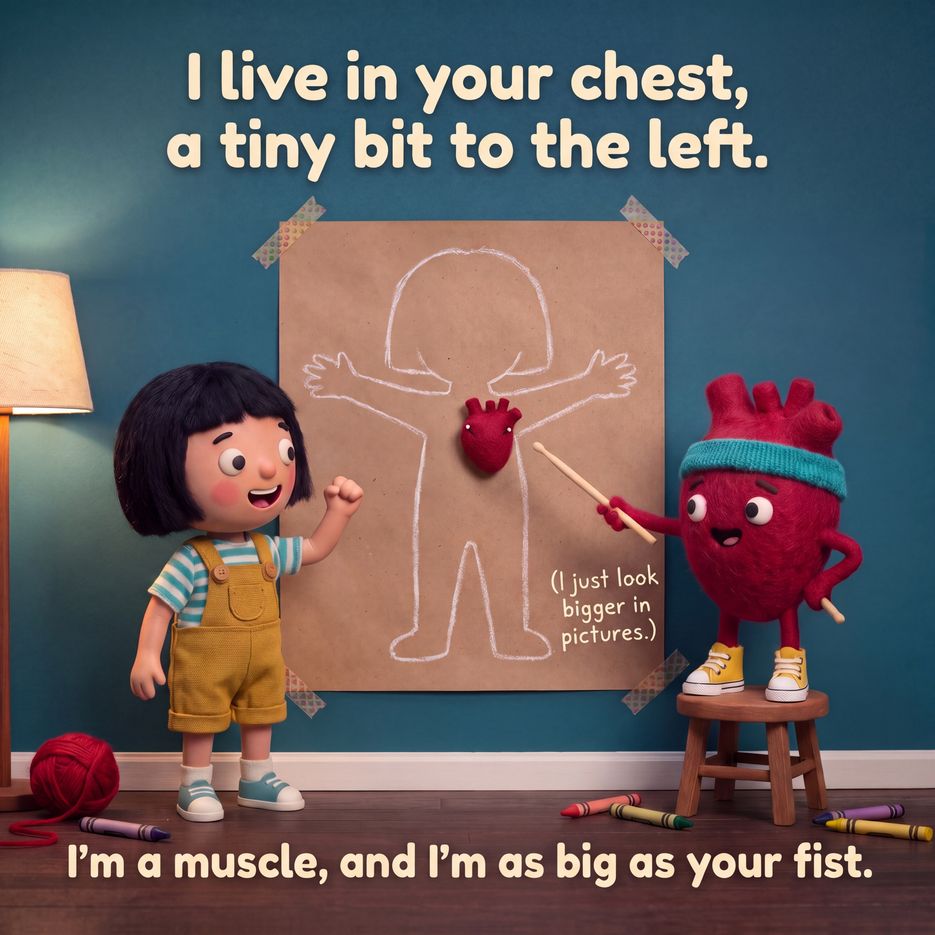 I live in your chest,
a tiny bit to the left.
(I just look
bigger in
pictures.)
I’m a muscle, and I’m as big as your fist.